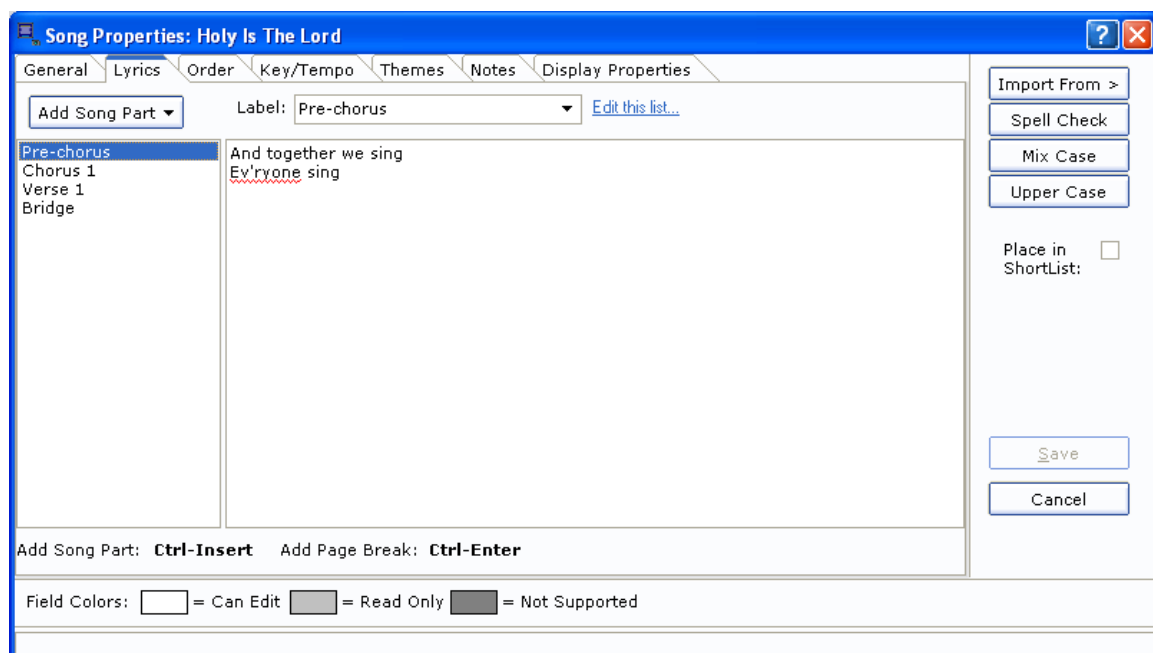 Song Properties: Holy Is The Lord
General Lyrics Order Key/Tempo Themes Notes Display Properties
Import From >
Add Song Part Label: Pre-chorus Edit this list...
Spell Check
Pre-chorus
Chorus 1
Verse 1
Bridge
And together we sing
Ev'ryone sing
Mix Case
Upper Case
Place in
ShortList:
Save
Cancel
Add Song Part: Ctrl-Insert Add Page Break: Ctrl-Enter
Field Colors: = Can Edit = Read Only = Not Supported